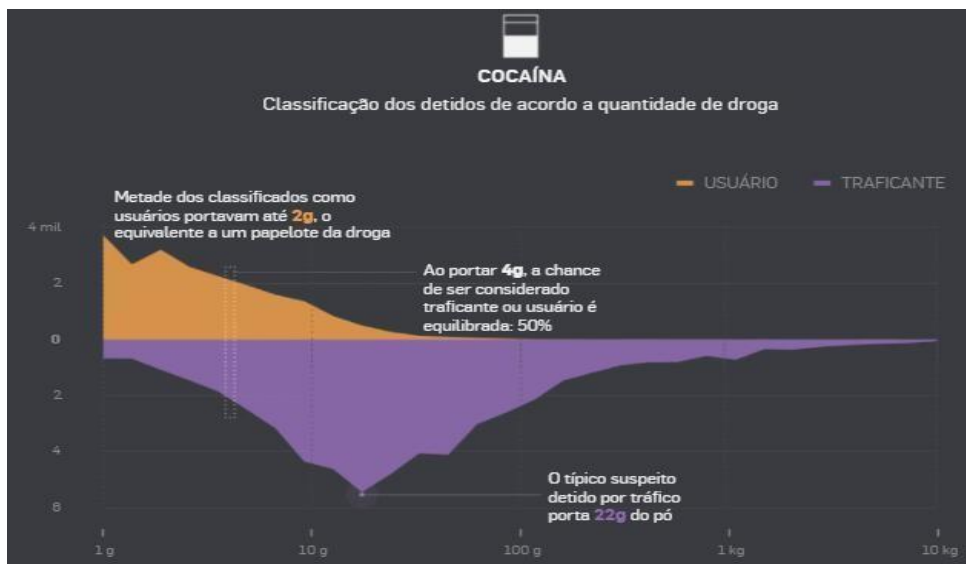 COCAÍNA
Classificação dos detidos de acordo a quantidade de droga
USUÁRIO
TRAFICANTE
Metade dos classificados como
usuários portavam até 2g, o
equivalente a um papelote da droga
4 mil
Ao portar 4g, a chance
de ser considerado
traficante ou usuário é
equilibrada: 50%
2
0
2
4
O típico suspeito
detido por tráfico
porta 22g do pó
6
1 g
10 g
100 g
1 kg
10 kg